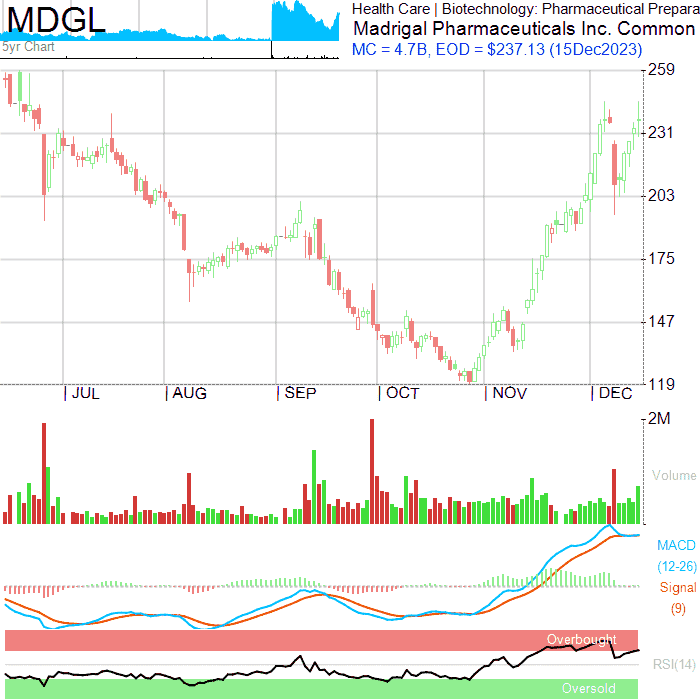 MDGL
5yr Chart
Health Care | Biotechnology: Pharmaceutical Prepara
Madrigal Pharmaceuticals Inc. Common
MC = 4.7B, EOD = $237.13 (15Dec2023)
259
231
203
175
147
119
JUL AUG SEP OCT NOV DEC
2M
Volume
MACD
(12-26)
Signal
(9)
Overbought
RSI(14)
Oversold